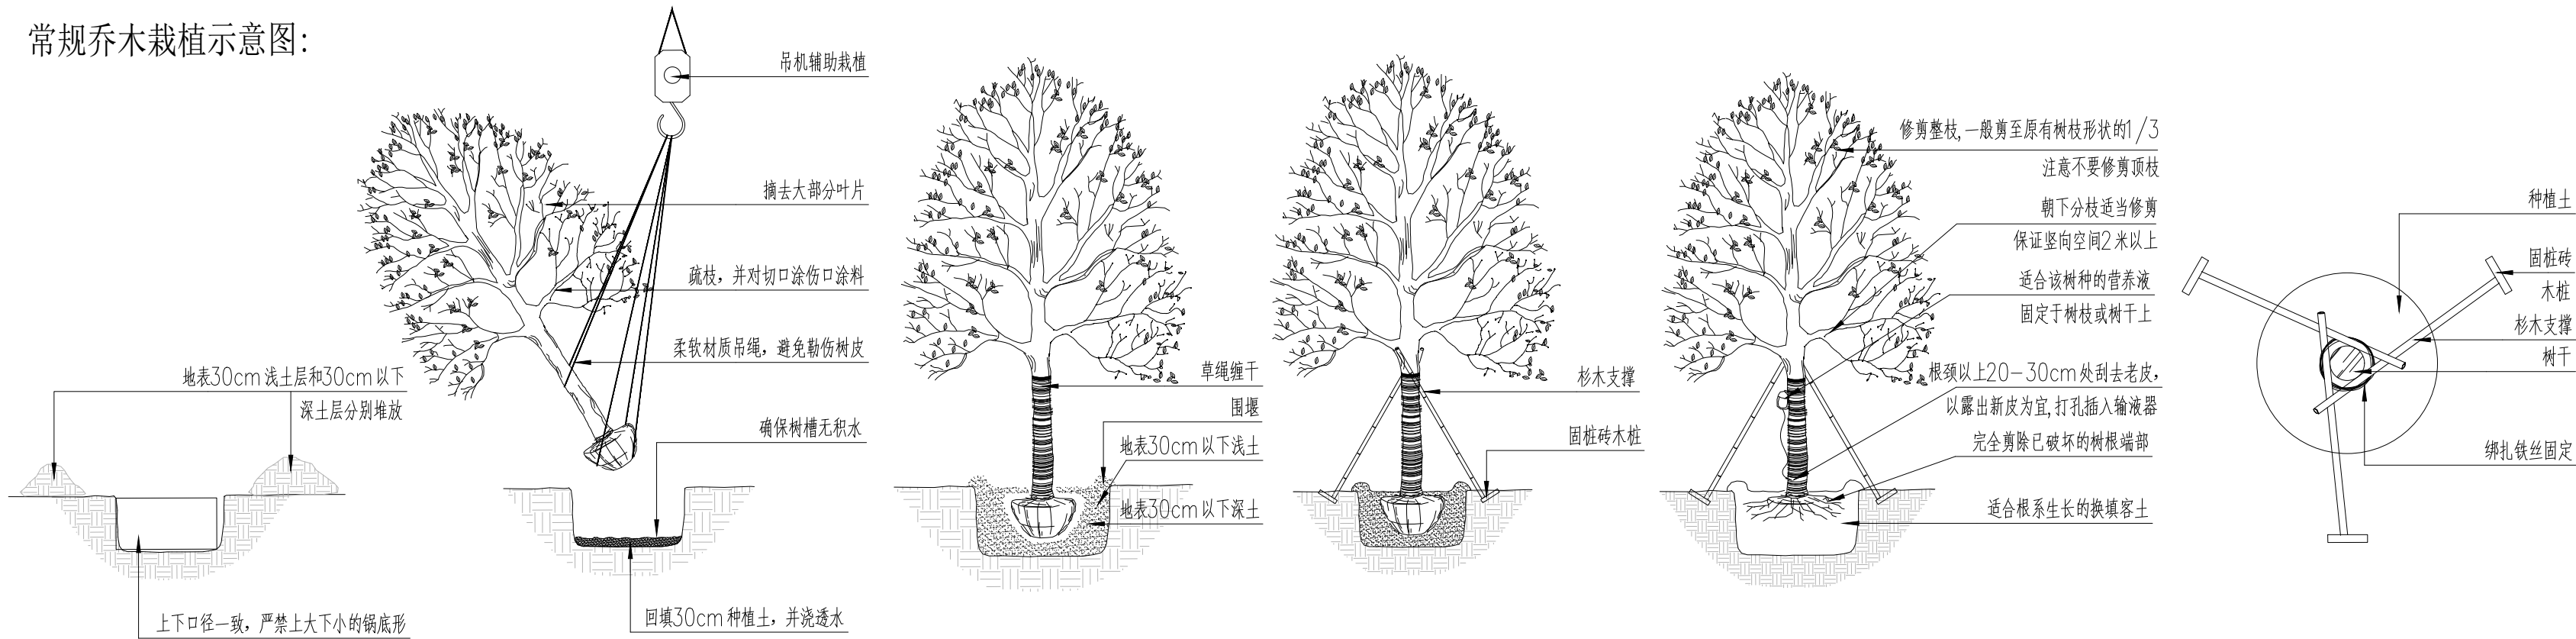 常规乔木栽植示意图：
地表30cm浅土层和30cm以下
深土层分别堆放
上下口径一致，严禁上大下小的锅底形
吊机辅助栽植
摘去大部分叶片
疏枝，并对切口涂伤口涂料
柔软材质吊绳，避免勒伤树皮
确保树槽无积水
回填30cm种植土，并浇透水
草绳缠干
围堰
地表30cm以下浅土
地表30cm以下深土
杉木支撑
固桩砖木桩
修剪整枝，一般剪至原有树枝形状的1/3
注意不要修剪顶枝
朝下分枝适当修剪
保证竖向空间2米以上
适合该树种的营养液
固定于树枝或树干上
根颈以上20-30cm处刮去老皮，
以露出新皮为宜，打孔插入输液器
完全剪除已破坏的树根端部
适合根系生长的换填客土
种植土
固桩砖
木桩
杉木支撑
树干
绑扎铁丝固定